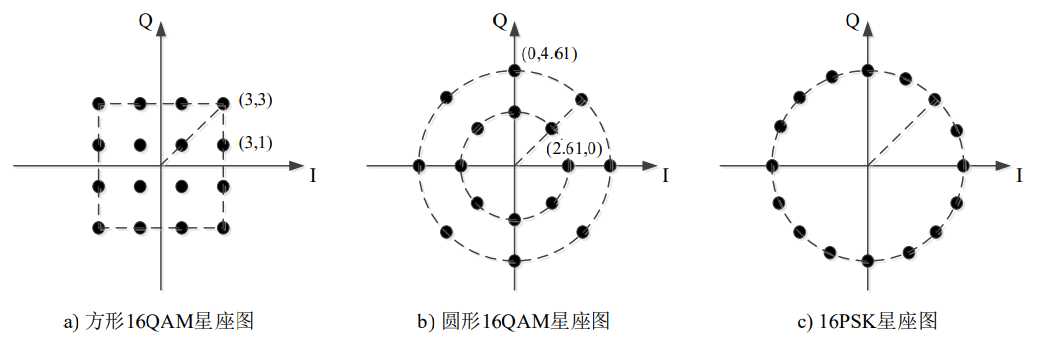 Q
(3,3)
(3,1)
I
a) 方形16QAM星座图
Q
(0,4.61)
(2.61,0)
I
b) 圆形16QAM星座图
Q
I
c) 16PSK星座图